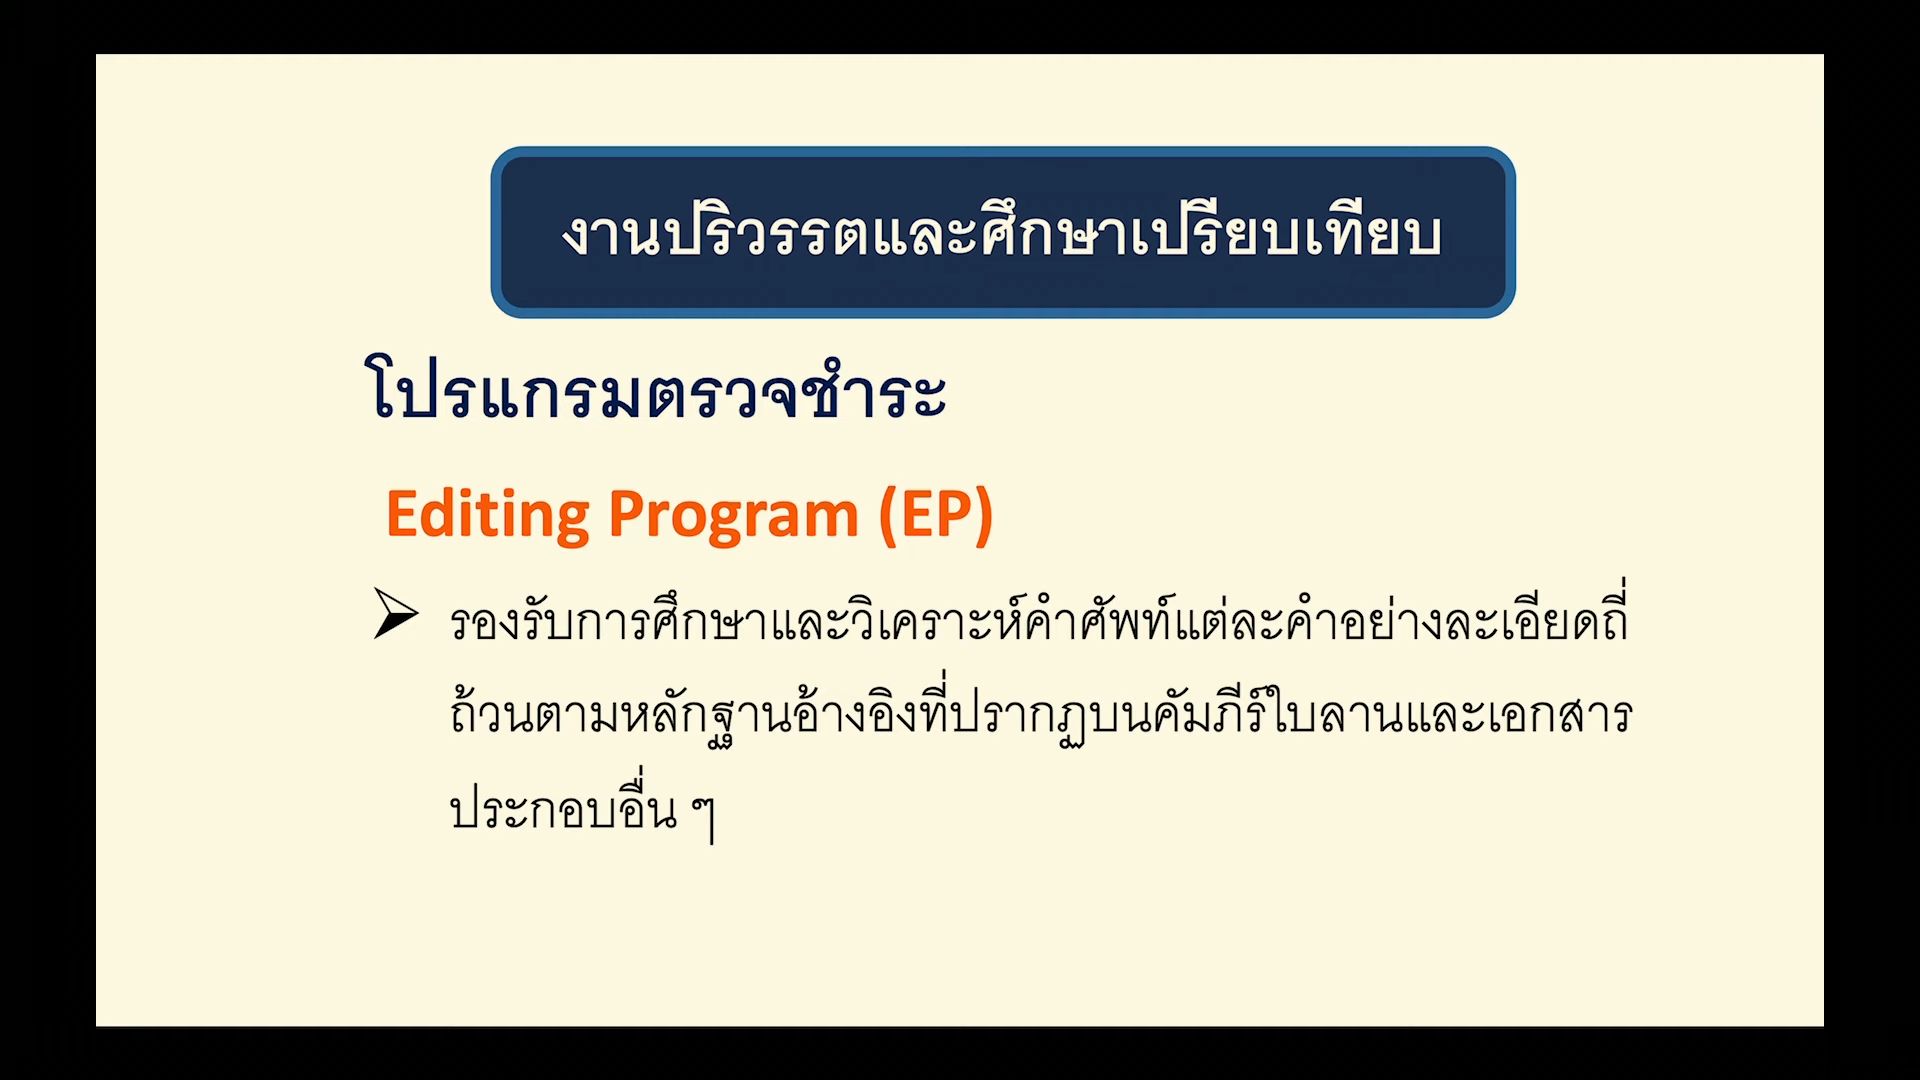 งานปริวรรตและศึกษาเปรียบเทียบ
โปรแกรมตรวจชำระ
Editing Program (EP)
➢ รองรับการศึกษาและวิเคราะห์คำศัพท์แต่ละคำอย่างละเอียดถี่
ถ้วนตามหลักฐานอ้างอิงที่ปรากฏบนคัมภีร์ใบลานและเอกสาร
ประกอบอื่น ๆ